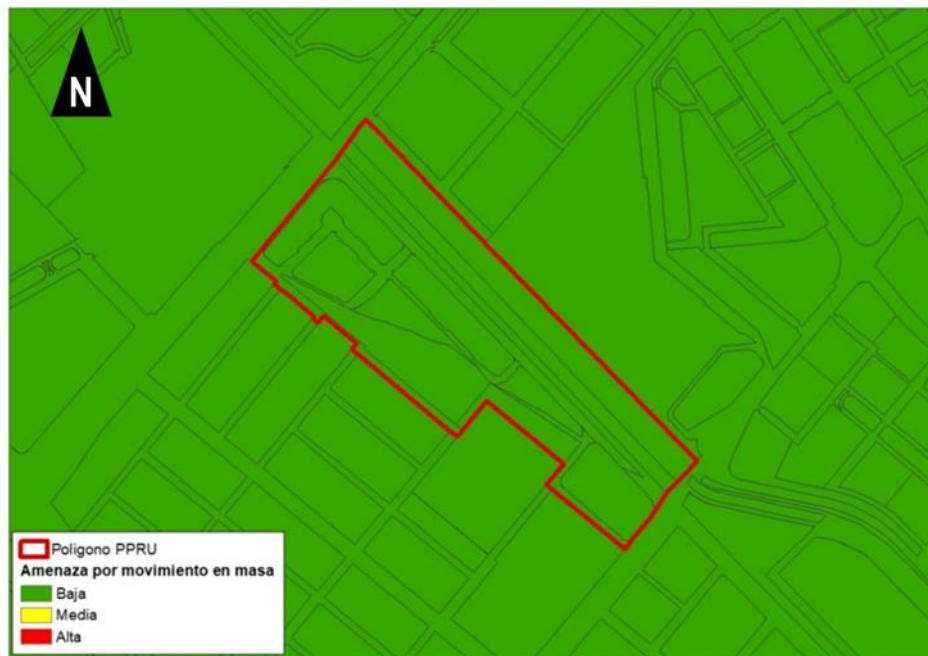 N
Poligono PPRU
Amenaza por movimiento en masa
Baja
Media
Alta